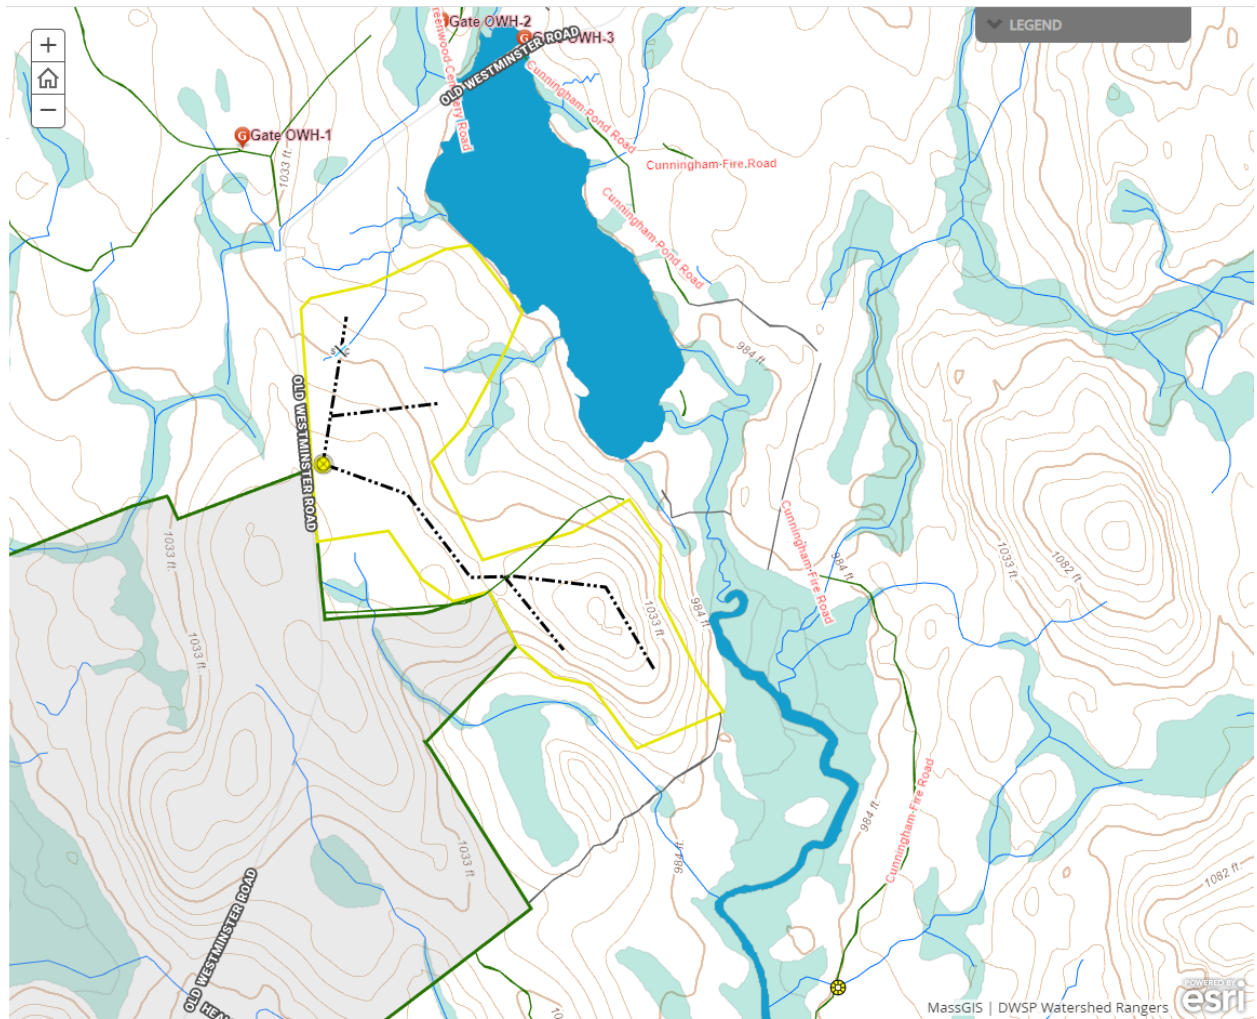 Gate OWH-2
LEGEND
Gate OWH-3
OLD WESTMINSTER ROAD
Cunningham-Pond Road
Gate OWH-1
1033 ft.
Cunningham-Fire Road
Cunningham-Pond Road
984 ft.
OLD WESTMINSTER ROAD
1033 ft.
Cunningham-Fire Road
984 ft.
1033 ft.
1082 ft.
1033 ft.
984 ft.
1033 ft.
Cunningham-Fire Road
984 ft.
984 ft.
1033 ft.
1082 ft.
OLD WESTMINSTER ROAD
MassGIS | DWSP Watershed Rangers
POWERED BY
esri